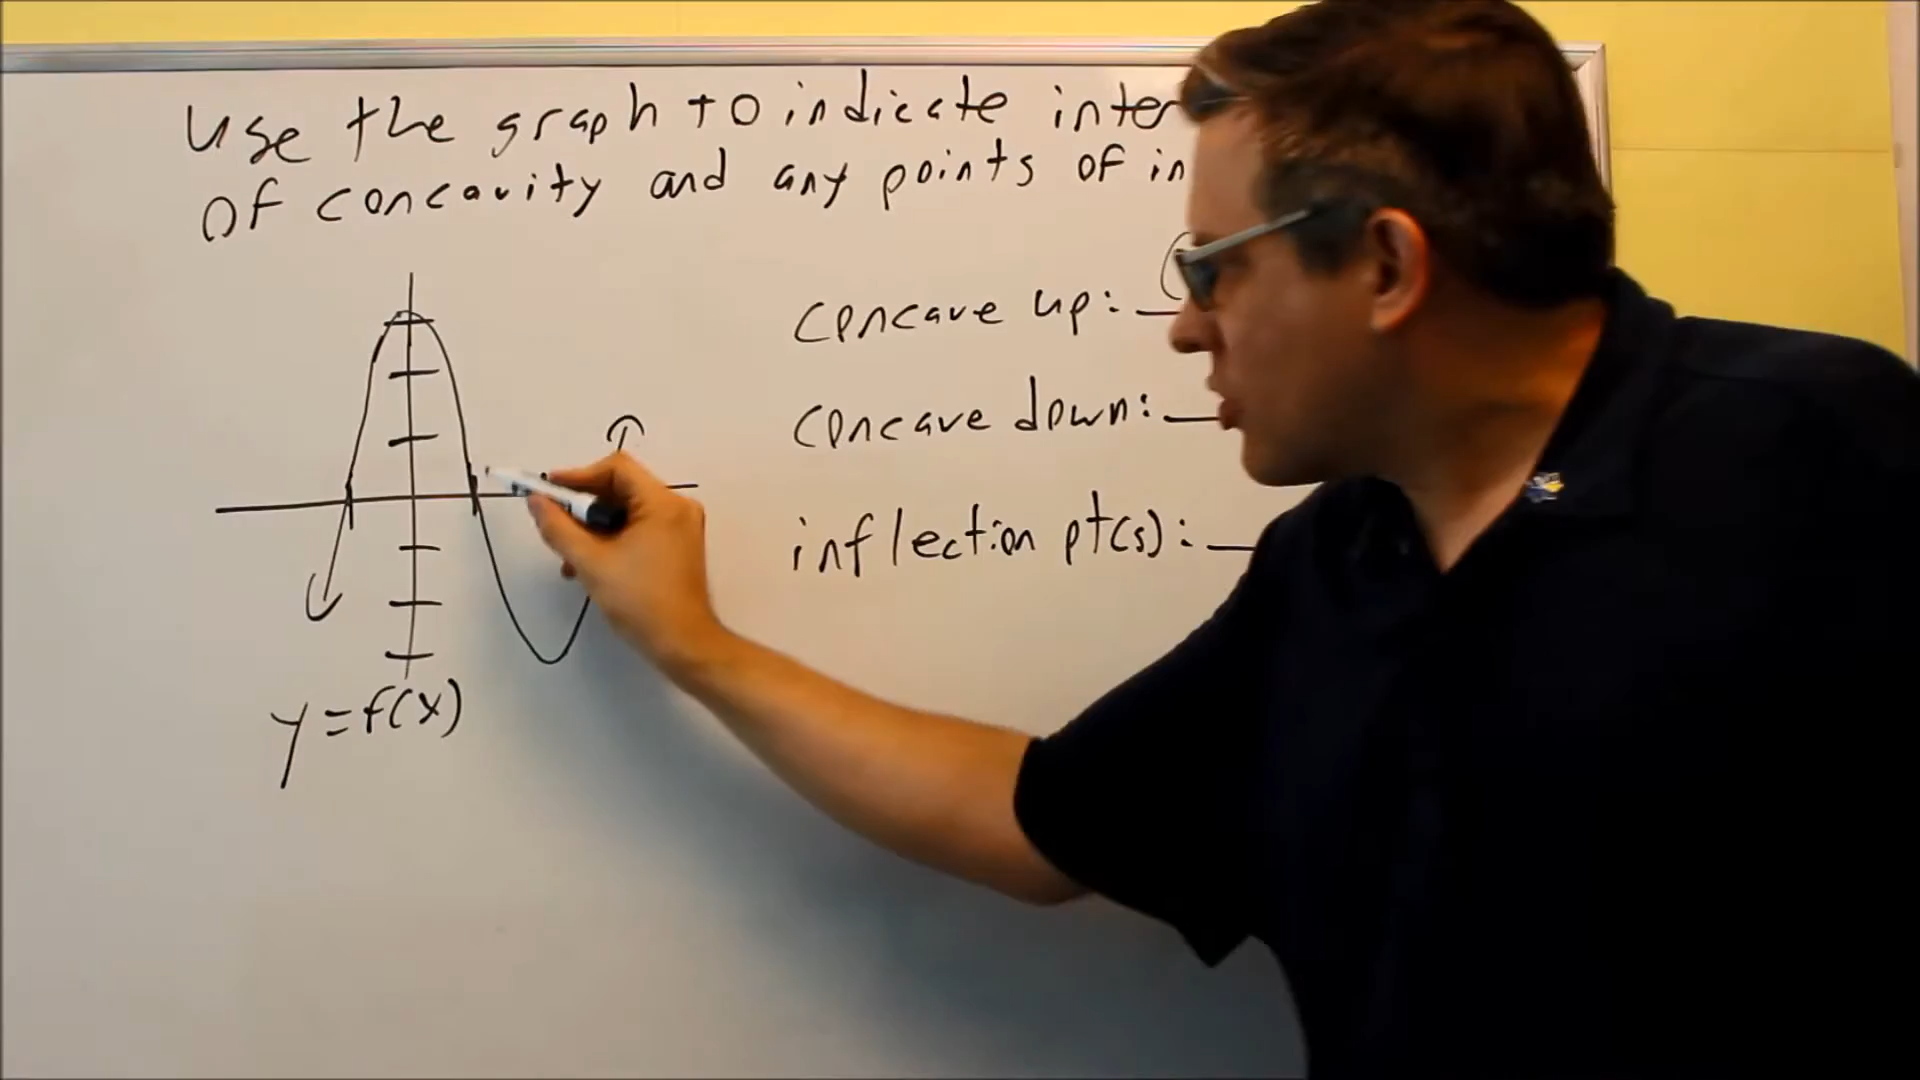 Use the graph to indicate inter
of concavity and any points of in
concave up: (
concave down:
inflection pt(s):
y = f(x)